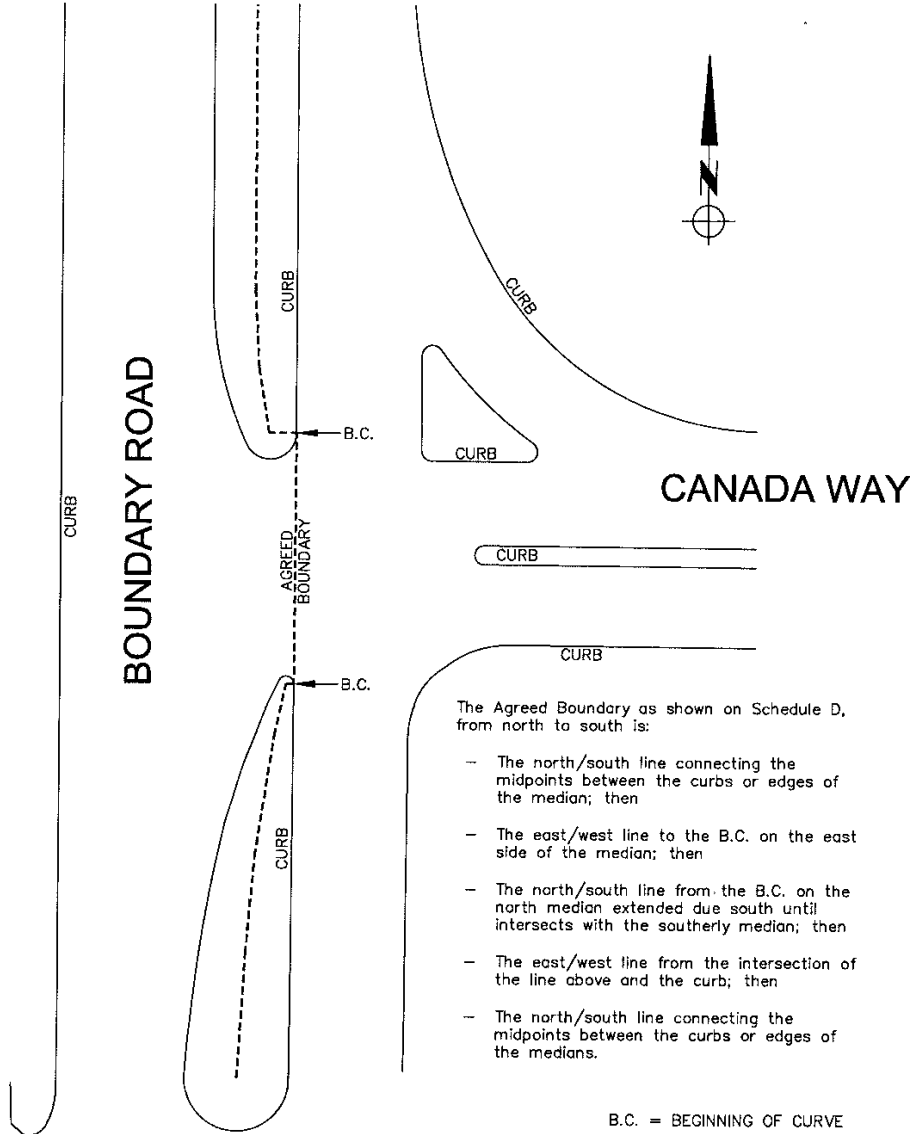 N
CURB
CURB
BOUNDARY ROAD
B.C.
CURB
CANADA WAY
CURB
AGREED
BOUNDARY
CURB
CURB
B.C.
CURB
The Agreed Boundary as shown on Schedule D,
from north to south is:
– The north/south line connecting the
midpoints between the curbs or edges of
the median; then
– The east/west line to the B.C. on the east
side of the median; then
– The north/south line from the B.C. on the
north median extended due south until
intersects with the southerly median; then
– The east/west line from the intersection of
the line above and the curb; then
– The north/south line connecting the
midpoints between the curbs or edges of
the medians.
B.C. = BEGINNING OF CURVE